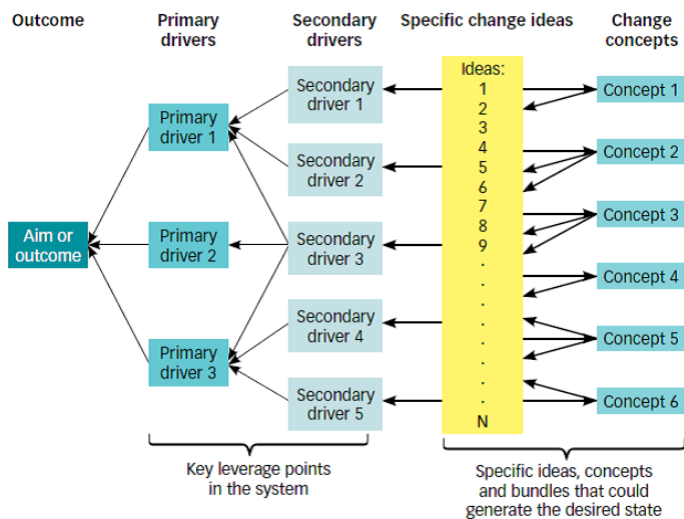 Outcome
Primary
drivers
Secondary
drivers
Specific change ideas
Change
concepts
Aim or
outcome
Primary
driver 1
Primary
driver 2
Primary
driver 3
Secondary
driver 1
Secondary
driver 2
Secondary
driver 3
Secondary
driver 4
Secondary
driver 5
Ideas:
1
2
3
4
5
6
7
8
9
.
.
.
.
.
.
.
.
N
Concept 1
Concept 2
Concept 3
Concept 4
Concept 5
Concept 6
Key leverage points
in the system
Specific ideas, concepts
and bundles that could
generate the desired state